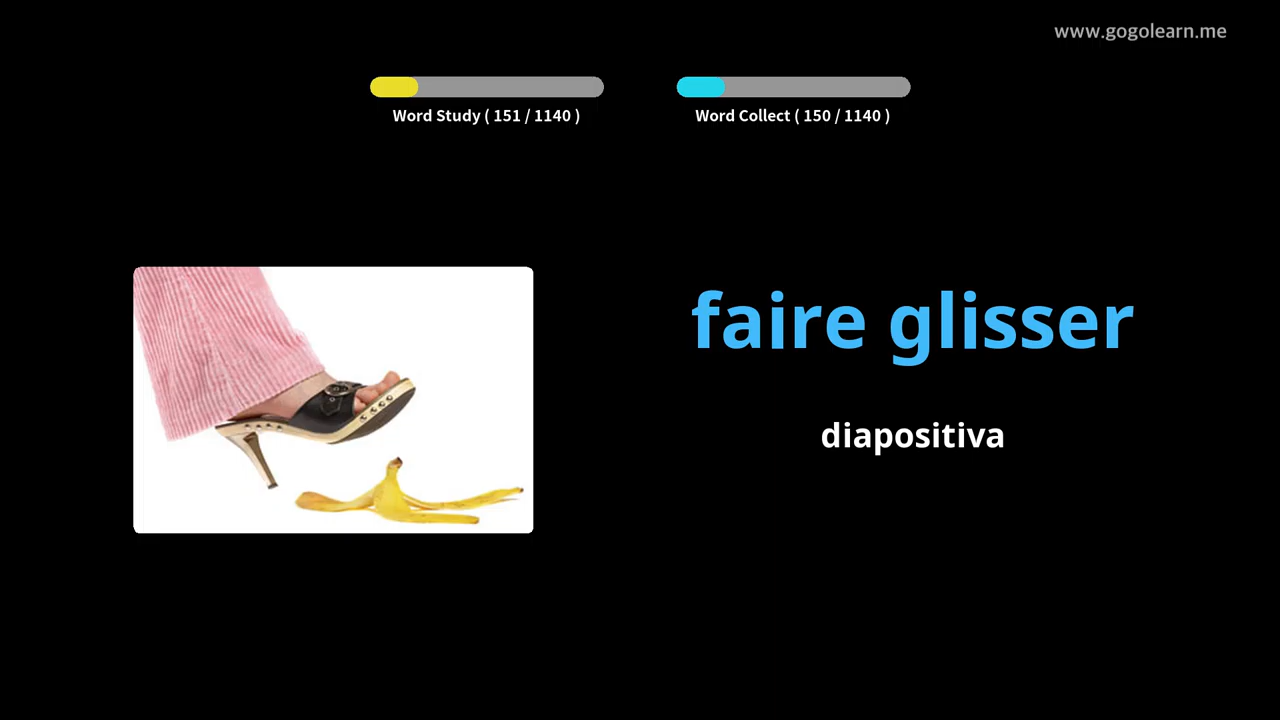 www.gogolearn.me
Word Study ( 151 / 1140 )
Word Collect ( 150 / 1140 )
faire glisser
diapositiva